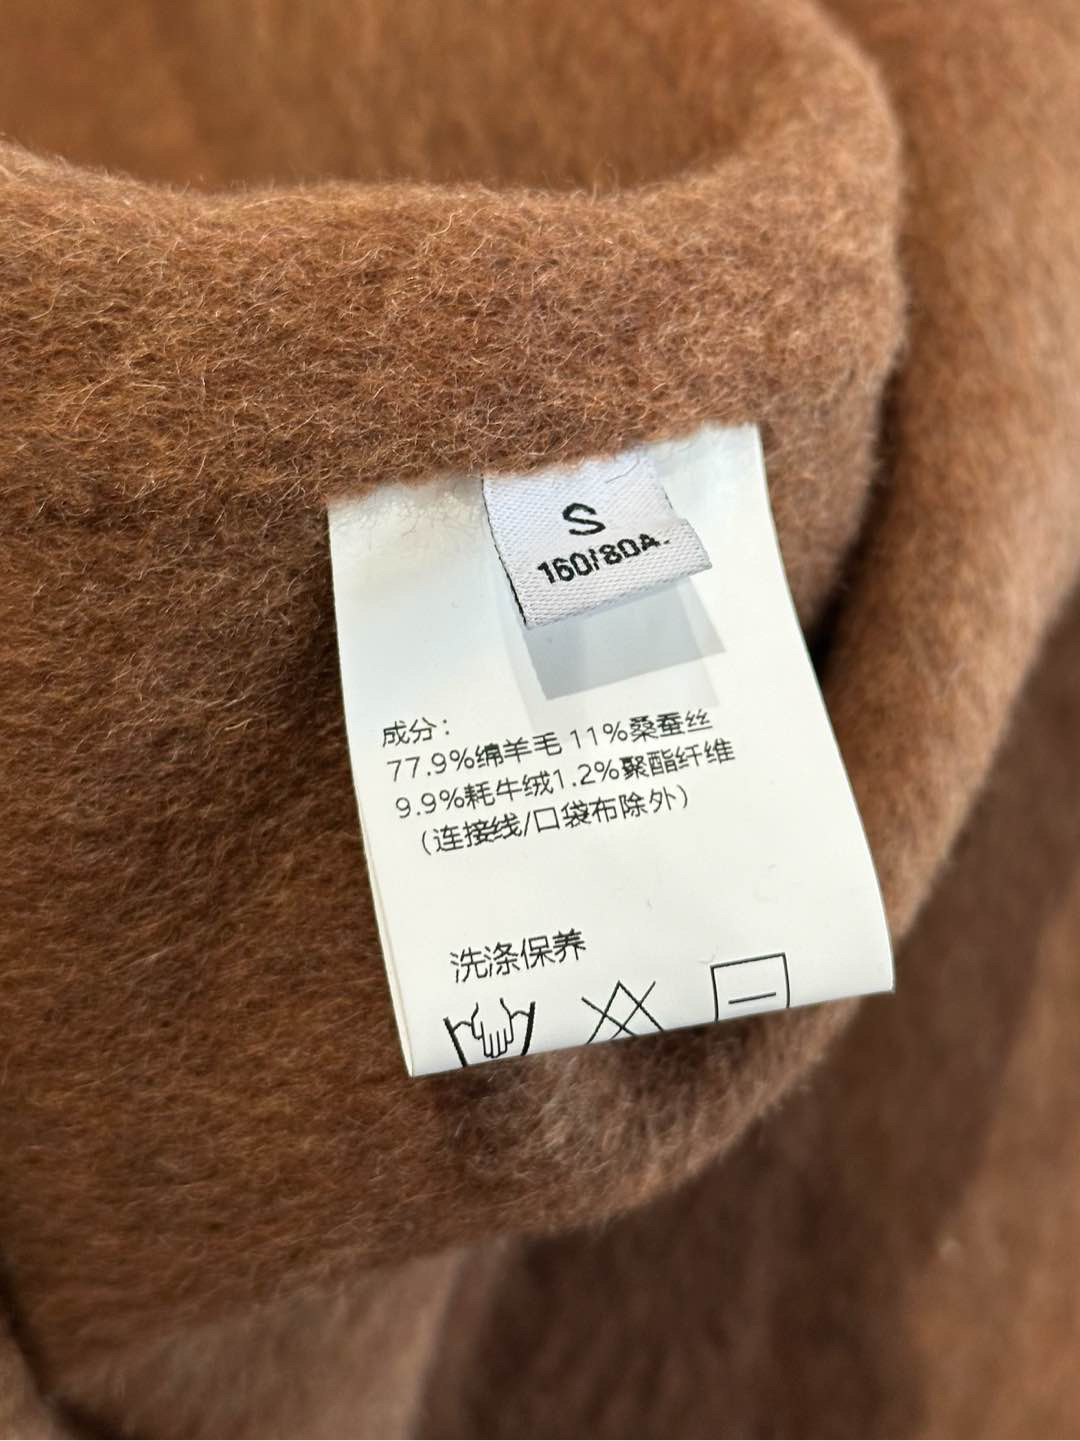 S
160/80A.
成分：
77.9%绵羊毛 11%桑蚕丝
9.9%耗牛绒1.2%聚酯纤维
（连接线/口袋布除外）
洗涤保养